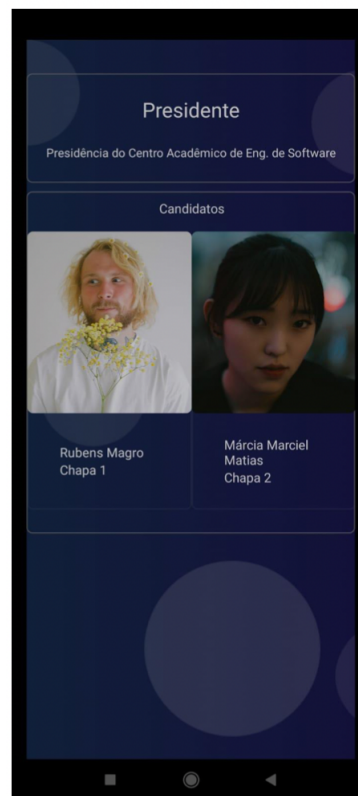 Presidente
Presidência do Centro Acadêmico de Eng. de Software
Candidatos
Rubens Magro
Chapa 1
Márcia Marciel
Matias
Chapa 2